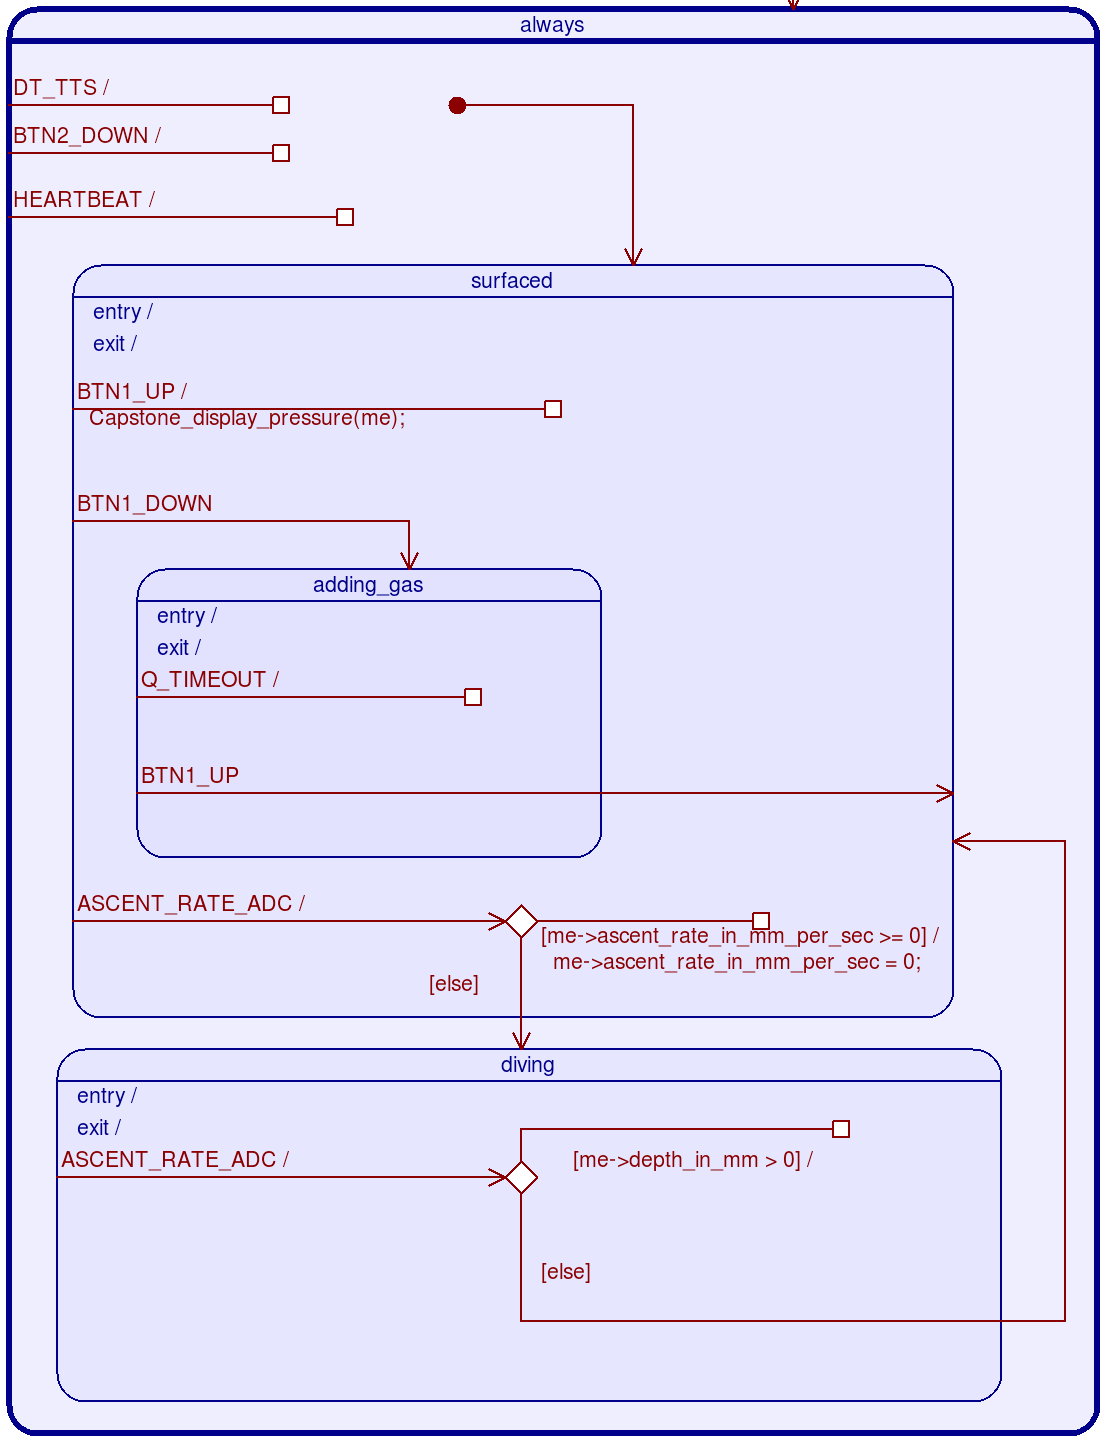 always
DT_TTS /
BTN2_DOWN /
HEARTBEAT /
surfaced
entry /
exit /
BTN1_UP /
Capstone_display_pressure(me);
BTN1_DOWN
adding_gas
entry /
exit /
Q_TIMEOUT /
BTN1_UP
ASCENT_RATE_ADC /
[me->ascent_rate_in_mm_per_sec >= 0] /
me->ascent_rate_in_mm_per_sec = 0;
[else]
diving
entry /
exit /
ASCENT_RATE_ADC /
[me->depth_in_mm > 0] /
[else]